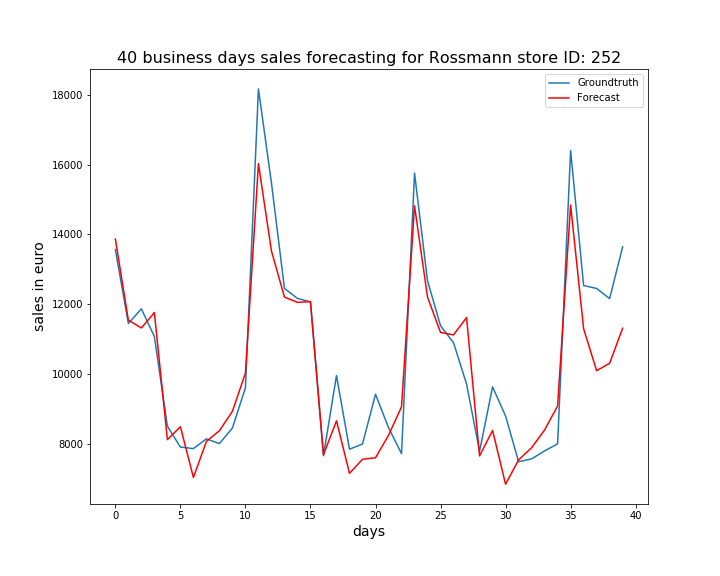 40 business days sales forecasting for Rossmann store ID: 252
Groundtruth
Forecast
sales in euro
18000
16000
14000
12000
10000
8000
0 5 10 15 20 25 30 35 40
days